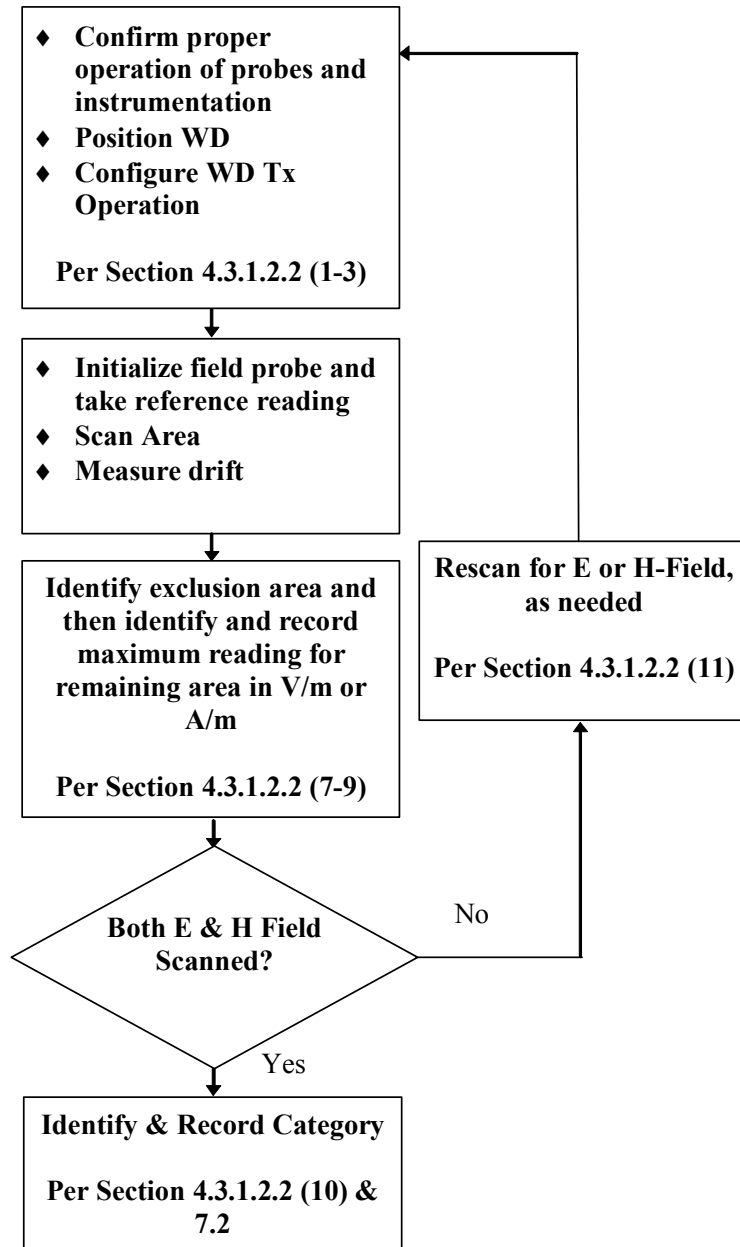 ♦ Confirm proper
operation of probes and
instrumentation
♦ Position WD
♦ Configure WD Tx
Operation
Per Section 4.3.1.2.2 (1-3)
♦ Initialize field probe and
take reference reading
♦ Scan Area
♦ Measure drift
Identify exclusion area and
then identify and record
maximum reading for
remaining area in V/m or
A/m
Per Section 4.3.1.2.2 (7-9)
Rescan for E or H-Field,
as needed
Per Section 4.3.1.2.2 (11)
Both E & H Field
Scanned?
No
Yes
Identify & Record Category
Per Section 4.3.1.2.2 (10) &
7.2